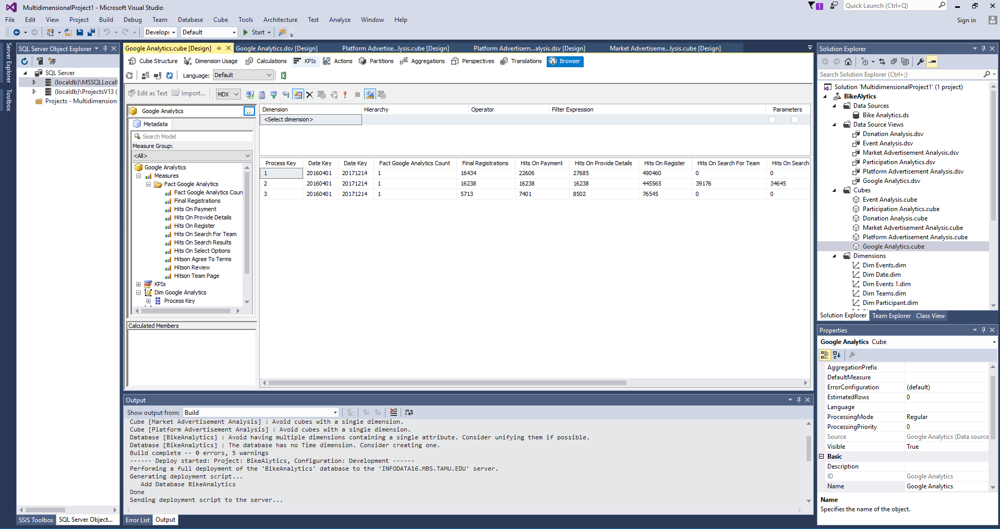 MultidimensionalProject1 - Microsoft Visual Studio
1
Quick Launch (Ctrl+Q)
File Edit View Project Build Debug Team Database Cube Tools Architecture Test Analyze Window Help
Sign in
Develop Default Start
Server Explorer
Toolbox
SQL Server Object Explorer
SQL Server
(localdb)\MSSQLLocal
(localdb)\ProjectsV13 (
Projects - Multidimensiona
SSIS Toolbox SQL Server Object...
Google Analytics.cube [Design] Google Analytics.dsv [Design] Platform Advertise...lysis.cube [Design] Platform Advertisem...alysis.dsv [Design] Market Advertiseme...lysis.cube [Design]
Cube Structure Dimension Usage Calculations KPIs Actions Partitions Aggregations Perspectives Translations Browser
Language: Default
Edit as Text Import... MDX
Google Analytics ..
Metadata
Search Model
Measure Group:
<All>
Google Analytics
Measures
Fact Google Analytics
Fact Google Analytics Coun
Final Registrations
Hits On Payment
Hits On Provide Details
Hits On Register
Hits On Search For Team
Hits On Search Results
Hits On Select Options
Hitson Agree To Terms
Hitson Review
Hitson Team Page
KPIs
Dim Google Analytics
Process Key
Calculated Members
Dimension Hierarchy Operator Filter Expression Parameters
<Select dimension>
Process Key Date Key Date Key Fact Google Analytics Count Final Registrations Hits On Payment Hits On Provide Details Hits On Register Hits On Search For Team Hits On Search
1 20160401 20171214 1 16434 22606 27685 490460 0 0
2 20160401 20171214 1 16238 16238 16238 445565 39176 34645
3 20160401 20171214 1 5713 7401 8502 76545 0 0
Output
Show output from: Build
Cube [Market Advertisement Analysis] : Avoid cubes with a single dimension.
Cube [Platform Advertisement Analysis] : Avoid cubes with a single dimension.
Database [BikeAnalytics] : Avoid having multiple dimensions containing a single attribute. Consider unifying them if possible.
Database [BikeAnalytics] : The database has no Time dimension. Consider creating one.
Build complete -- 0 errors, 5 warnings
------ Deploy started: Project: BikeAlytics, Configuration: Development ------
Performing a full deployment of the 'BikeAnalytics' database to the 'INFODATA16.MBS.TAMU.EDU' server.
Generating deployment script...
Add Database BikeAnalytics
Done
Sending deployment script to the server...
Error List Output
Solution Explorer
Search Solution Explorer (Ctrl+;)
Solution 'MultidimensionalProject1' (1 project)
BikeAlytics
Data Sources
Bike Analytics.ds
Data Source Views
Donation Analysis.dsv
Event Analysis.dsv
Market Advertisement Analysis.dsv
Participation Analytics.dsv
Platform Advertisement Analysis.dsv
Google Analytics.dsv
Cubes
Event Analysis.cube
Participation Analytics.cube
Donation Analysis.cube
Market Advertisement Analysis.cube
Platform Advertisement Analysis.cube
Google Analytics.cube
Dimensions
Dim Events.dim
Dim Date.dim
Dim Events 1.dim
Dim Teams.dim
Dim Participant.dim
Solution Explorer Team Explorer Class View
Properties
Google Analytics Cube
AggregationPrefix
DefaultMeasure
ErrorConfiguration (default)
EstimatedRows 0
Language
ProcessingMode Regular
ProcessingPriority 0
Source Google Analytics (Data source
Visible True
Basic
Description
ID Google Analytics
Name Google Analytics
Name
Specifies the name of the object.